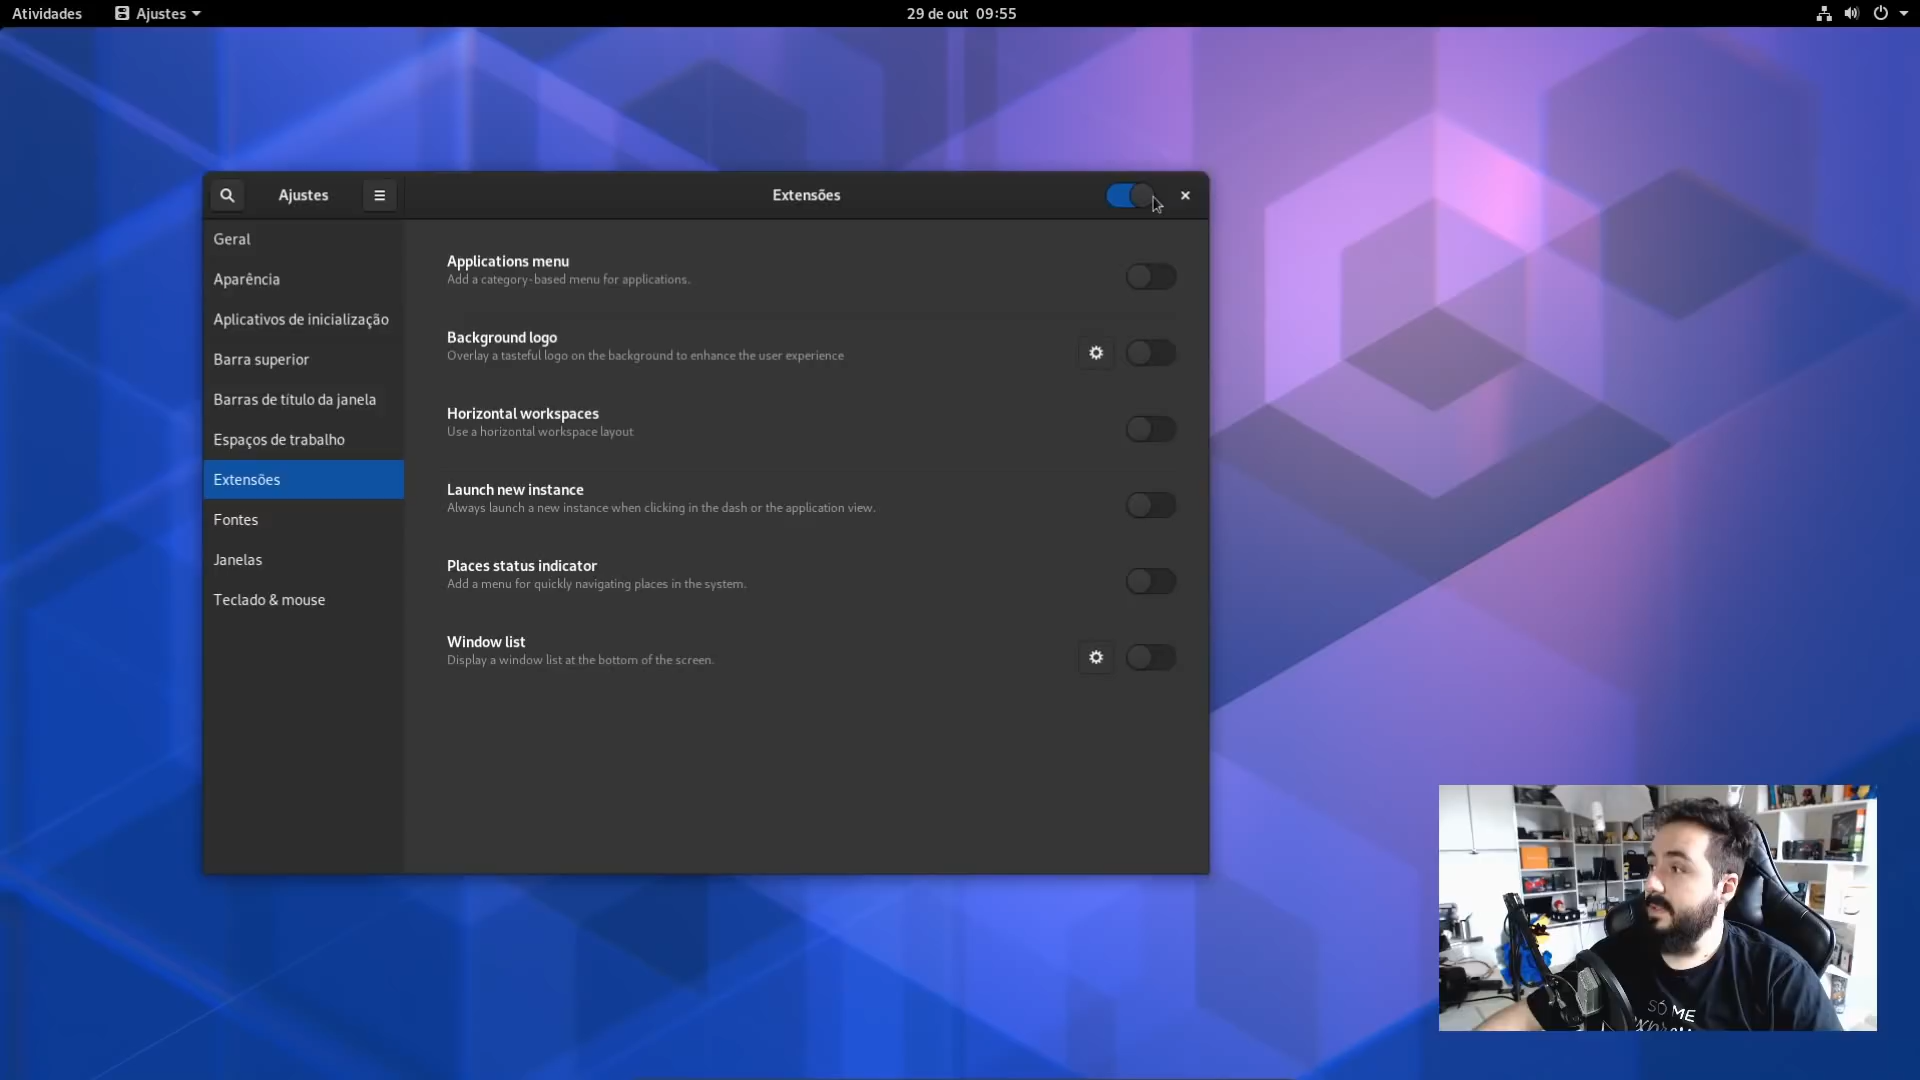 Atividades
Ajustes
29 de out 09:55
Ajustes
Extensões
Geral
Aparência
Aplicativos de inicialização
Barra superior
Barras de título da janela
Espaços de trabalho
Extensões
Fontes
Janelas
Teclado & mouse
Applications menu
Add a category-based menu for applications.
Background logo
Overlay a tasteful logo on the background to enhance the user experience
Horizontal workspaces
Use a horizontal workspace layout
Launch new instance
Always launch a new instance when clicking in the dash or the application view.
Places status indicator
Add a menu for quickly navigating places in the system.
Window list
Display a window list at the bottom of the screen.
SÓ ME